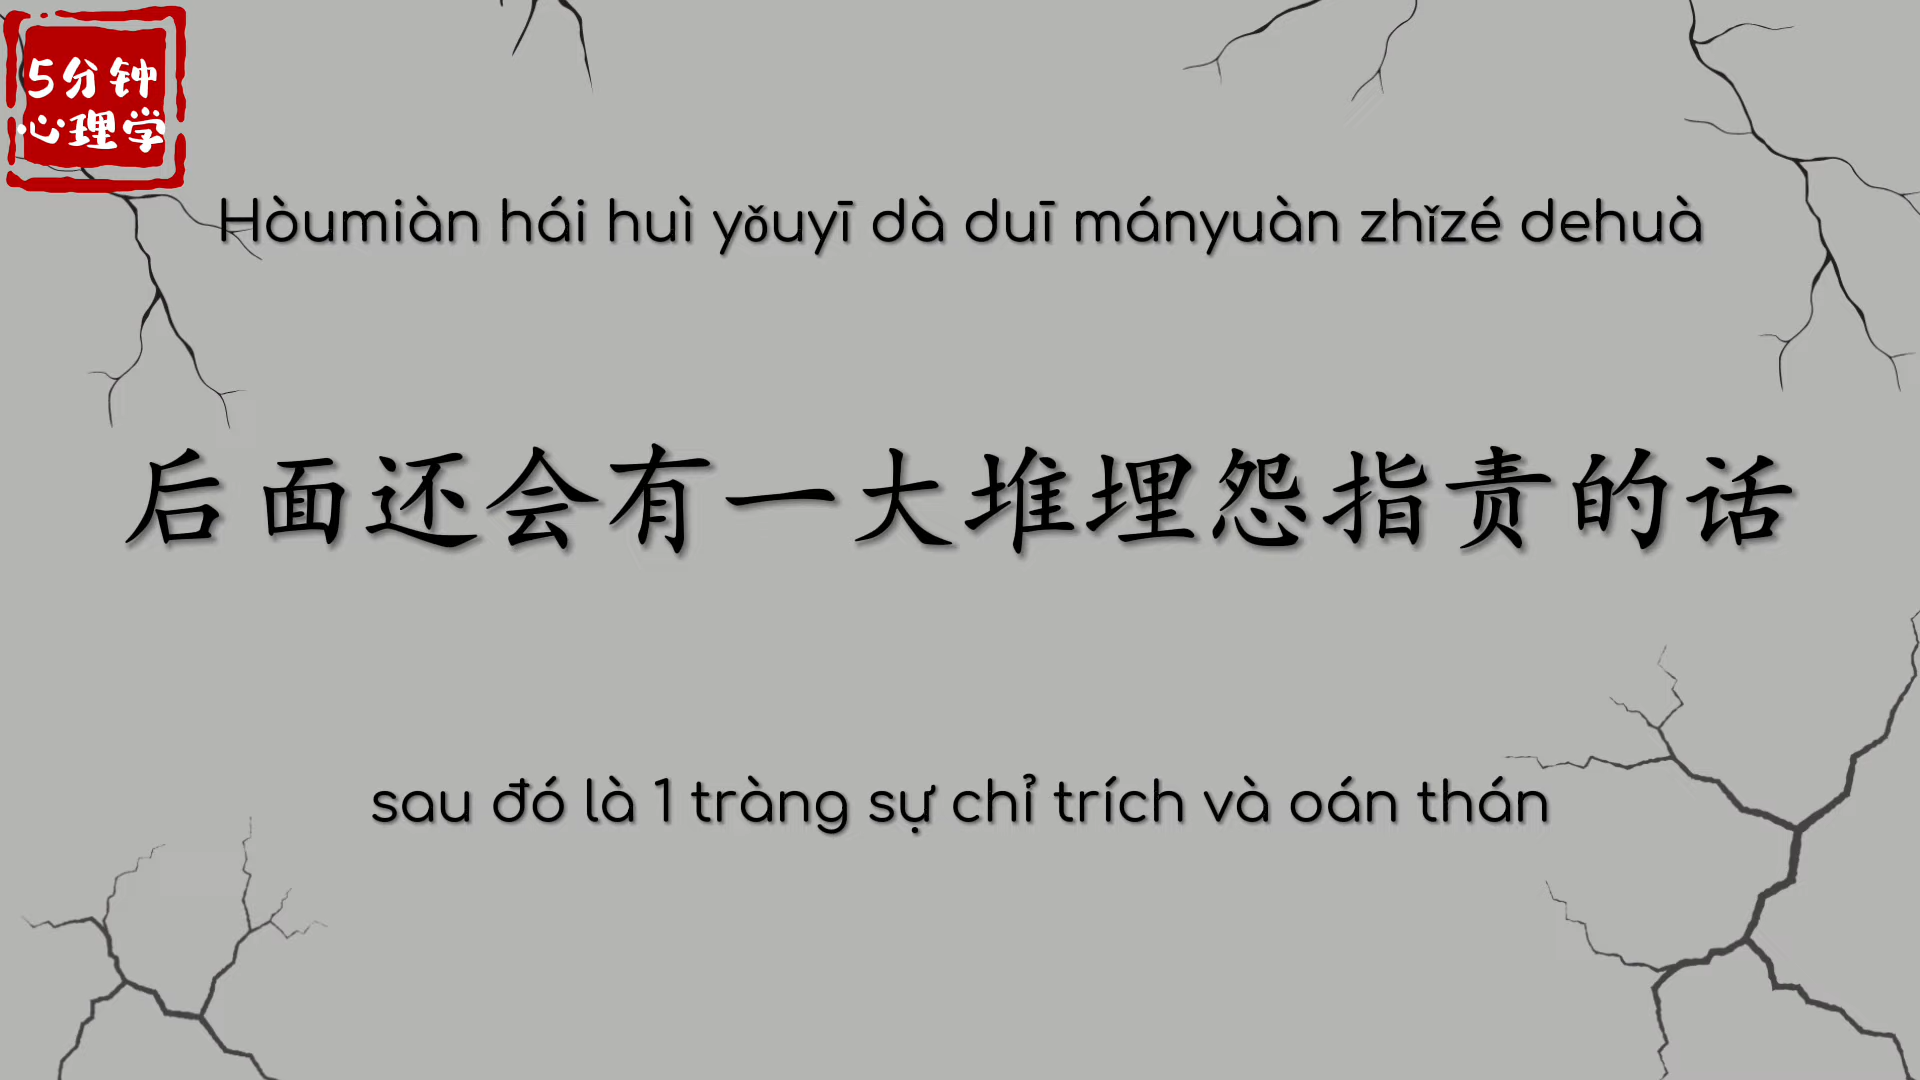 5分钟
心理学
Hòumiàn hái huì yǒuyī dà duī mányuàn zhǐzé dehuà
后面还会有一大堆埋怨指责的话
sau đó là 1 tràng sự chỉ trích và oán thán